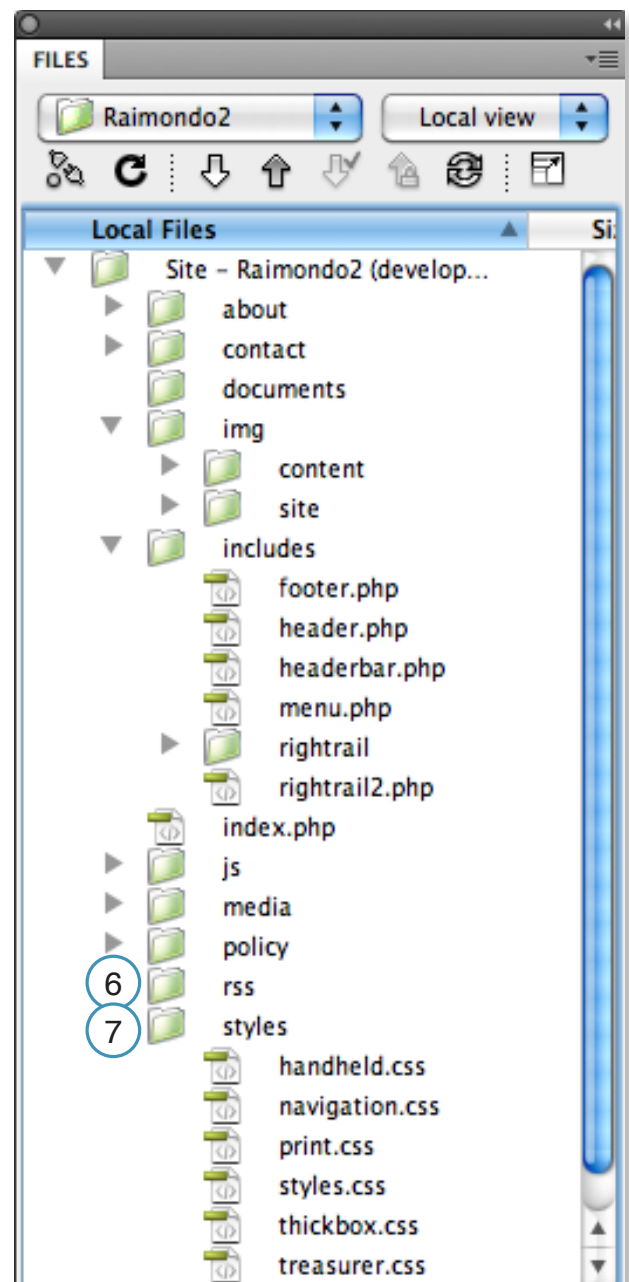 FILES
Raimondo2 Local view
Local Files Si
Site – Raimondo2 (develop...
about
contact
documents
img
content
site
includes
footer.php
header.php
headerbar.php
menu.php
rightrail
rightrail2.php
index.php
js
media
policy
6 rss
7 styles
handheld.css
navigation.css
print.css
styles.css
thickbox.css
treasurer.css